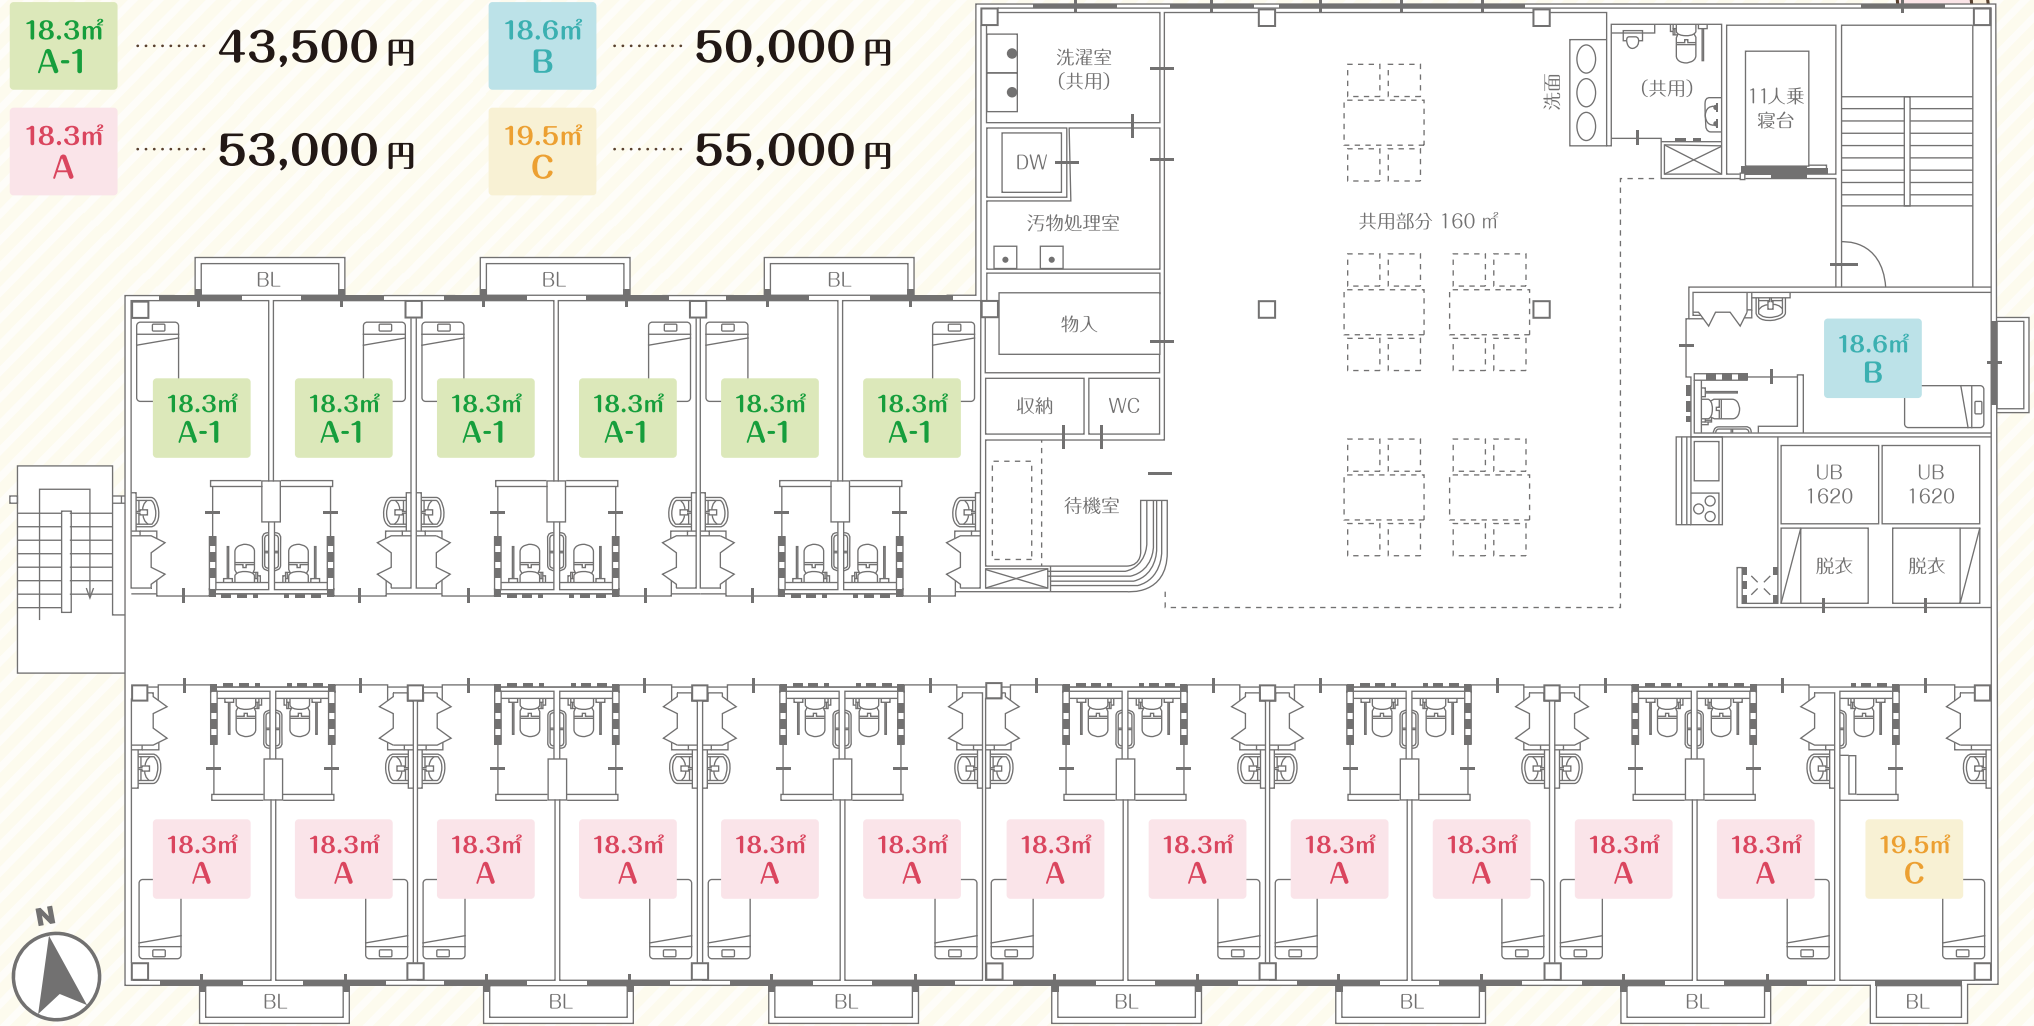 18.3㎡
A-1
43,500円
18.6㎡
B
50,000円
18.3㎡
A
53,000円
19.5㎡
C
55,000円
洗濯室
(共用)
洗面
(共用)
11人乗
寝台
DW
汚物処理室
共用部分 160 ㎡
BL
BL
BL
物入
18.6㎡
B
18.3㎡
A-1
18.3㎡
A-1
18.3㎡
A-1
18.3㎡
A-1
18.3㎡
A-1
18.3㎡
A-1
収納
WC
UB
1620
UB
1620
待機室
脱衣
脱衣
18.3㎡
A
18.3㎡
A
18.3㎡
A
18.3㎡
A
18.3㎡
A
18.3㎡
A
18.3㎡
A
18.3㎡
A
18.3㎡
A
18.3㎡
A
18.3㎡
A
18.3㎡
A
19.5㎡
C
N
BL
BL
BL
BL
BL
BL
BL